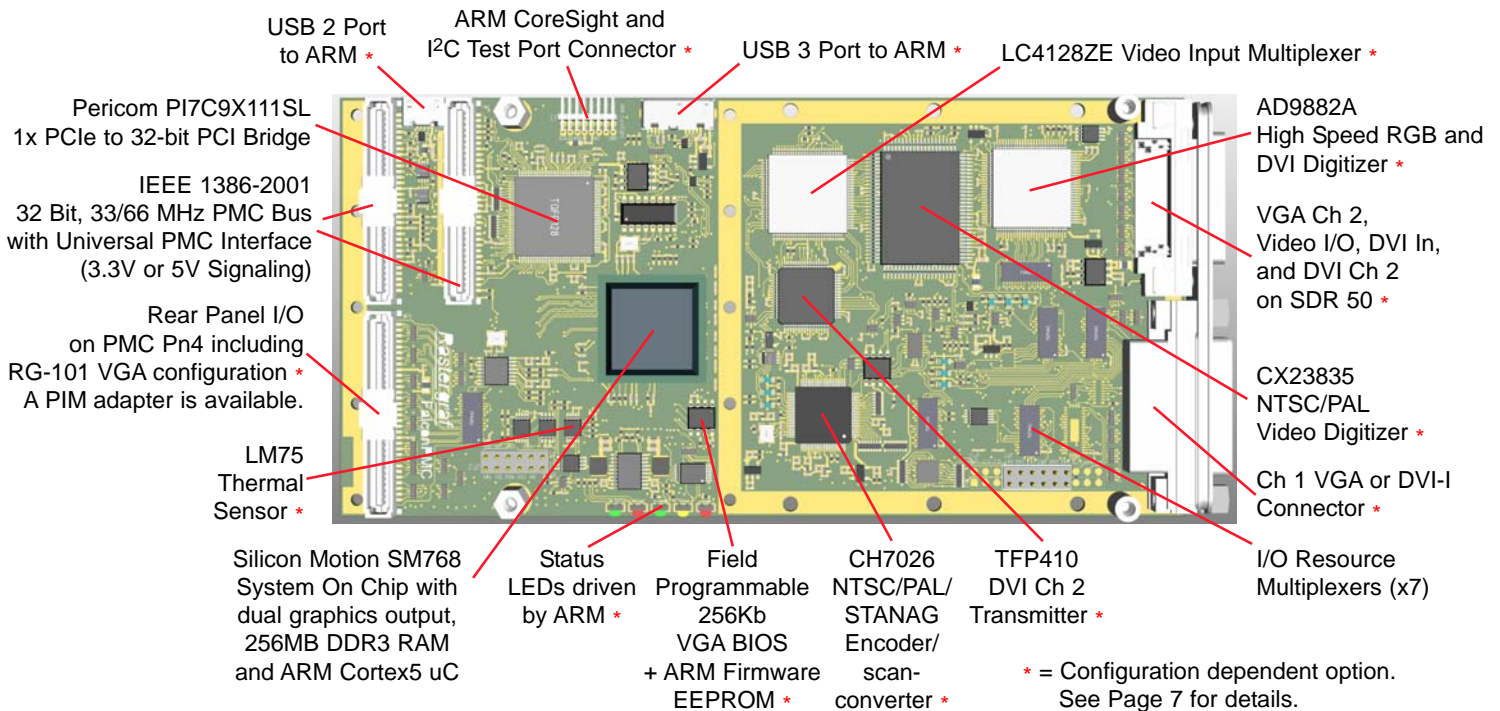 USB 2 Port
to ARM *
ARM CoreSight and
I2C Test Port Connector *
USB 3 Port to ARM *
LC4128ZE Video Input Multiplexer *
Pericom PI7C9X111SL
1x PCIe to 32-bit PCI Bridge
IEEE 1386-2001
32 Bit, 33/66 MHz PMC Bus
with Universal PMC Interface
(3.3V or 5V Signaling)
Rear Panel I/O
on PMC Pn4 including
RG-101 VGA configuration *
A PIM adapter is available.
LM75
Thermal
Sensor *
TQFP128
Rastergraf
FalconPMC
AD9882A
High Speed RGB and
DVI Digitizer *
VGA Ch 2,
Video I/O, DVI In,
and DVI Ch 2
on SDR 50 *
CX23835
NTSC/PAL
Video Digitizer *
Ch 1 VGA or DVI-I
Connector *
I/O Resource
Multiplexers (x7)
Silicon Motion SM768
System On Chip with
dual graphics output,
256MB DDR3 RAM
and ARM Cortex5 uC
Status
LEDs driven
by ARM *
Field
Programmable
256Kb
VGA BIOS
+ ARM Firmware
EEPROM *
CH7026
NTSC/PAL/
STANAG
Encoder/
scan-
converter *
TFP410
DVI Ch 2
Transmitter *
* = Configuration dependent option.
See Page 7 for details.